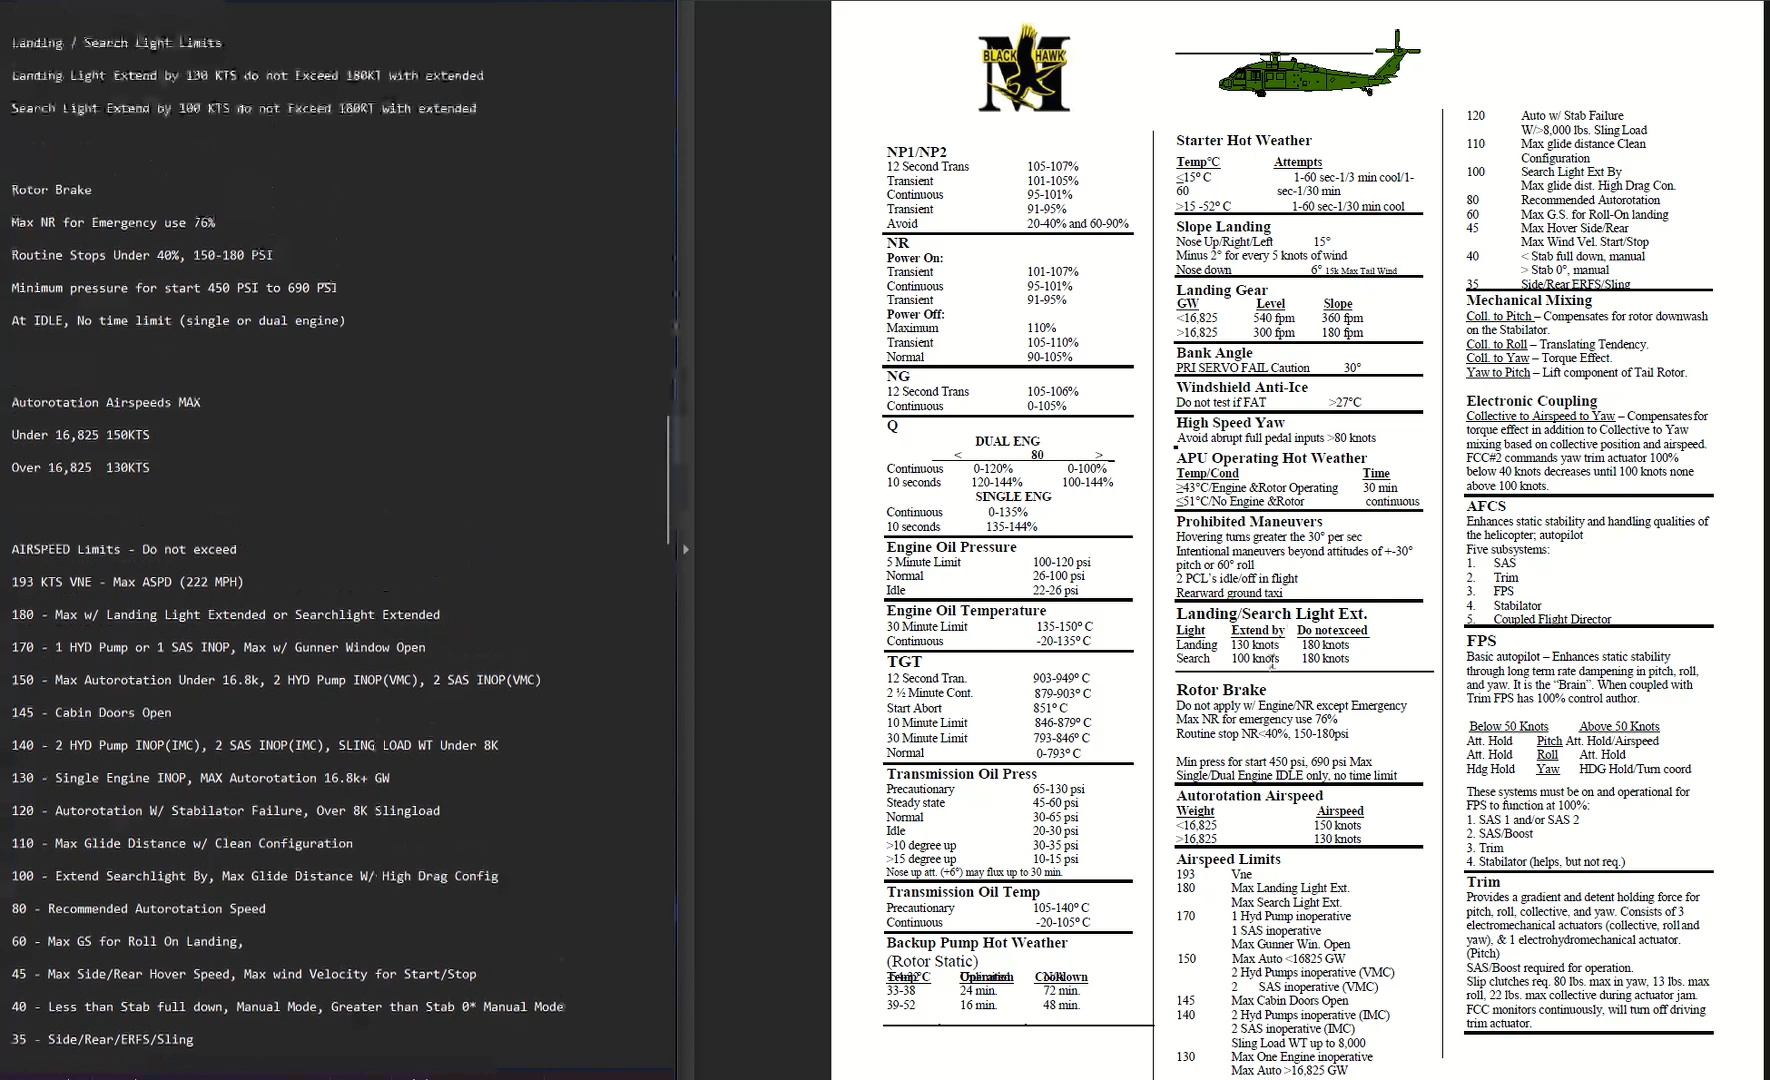 Landing / Search Light Limits
Landing Light Extend by 130 KTS do not Exceed 180KT with extended
Search Light Extend by 100 KTS do not Exceed 180KT with extended
Rotor Brake
Max NR for Emergency use 76%
Routine Stops Under 40%, 150-180 PSI
Minimum pressure for start 450 PSI to 690 PSI
At IDLE, No time limit (single or dual engine)
Autorotation Airspeeds MAX
Under 16,825 150KTS
Over 16,825 130KTS
AIRSPEED Limits - Do not exceed
193 KTS VNE - Max ASPD (222 MPH)
180 - Max w/ Landing Light Extended or Searchlight Extended
170 - 1 HYD Pump or 1 SAS INOP, Max w/ Gunner Window Open
150 - Max Autorotation Under 16.8k, 2 HYD Pump INOP(VMC), 2 SAS INOP(VMC)
145 - Cabin Doors Open
140 - 2 HYD Pump INOP(IMC), 2 SAS INOP(IMC), SLING LOAD WT Under 8K
130 - Single Engine INOP, MAX Autorotation 16.8k+ GW
120 - Autorotation W/ Stabilator Failure, Over 8K Slingload
110 - Max Glide Distance w/ Clean Configuration
100 - Extend Searchlight By, Max Glide Distance W/ High Drag Config
80 - Recommended Autorotation Speed
60 - Max GS for Roll On Landing,
45 - Max Side/Rear Hover Speed, Max wind Velocity for Start/Stop
40 - Less than Stab full down, Manual Mode, Greater than Stab 0* Manual Mode
35 - Side/Rear/ERFS/Sling
BLACK HAWK
M
NP1/NP2
12 Second Trans 105-107%
Transient 101-105%
Continuous 95-101%
Transient 91-95%
Avoid 20-40% and 60-90%
NR
Power On:
Transient 101-107%
Continuous 95-101%
Transient 91-95%
Power Off:
Maximum 110%
Transient 105-110%
Normal 90-105%
NG
12 Second Trans 105-106%
Continuous 0-105%
Q
DUAL ENG
< 80 >
Continuous 0-120% 0-100%
10 seconds 120-144% 100-144%
SINGLE ENG
Continuous 0-135%
10 seconds 135-144%
Engine Oil Pressure
5 Minute Limit 100-120 psi
Normal 26-100 psi
Idle 22-26 psi
Engine Oil Temperature
30 Minute Limit 135-150º C
Continuous -20-135º C
TGT
12 Second Tran. 903-949º C
2 ½ Minute Cont. 879-903º C
Start Abort 851º C
10 Minute Limit 846-879º C
30 Minute Limit 793-846º C
Normal 0-793º C
Transmission Oil Press
Precautionary 65-130 psi
Steady state 45-60 psi
Normal 30-65 psi
Idle 20-30 psi
>10 degree up 30-35 psi
>15 degree up 10-15 psi
Nose up att. (+6°) may flux up to 30 min.
Transmission Oil Temp
Precautionary 105-140º C
Continuous -20-105º C
Backup Pump Hot Weather
(Rotor Static)
33-38 24 min. 72 min.
39-52 16 min. 48 min.
Starter Hot Weather
Temp°C Attempts
≤15º C 1-60 sec-1/3 min cool/1-
60 sec-1/30 min
>15 -52º C 1-60 sec-1/30 min cool
Slope Landing
Nose Up/Right/Left 15°
Minus 2° for every 5 knots of wind
Nose down 6° 15k Max Tail Wind
Landing Gear
GW Level Slope
<16,825 540 fpm 360 fpm
>16,825 300 fpm 180 fpm
Bank Angle
PRI SERVO FAIL Caution 30°
Windshield Anti-Ice
Do not test if FAT >27°C
High Speed Yaw
Avoid abrupt full pedal inputs >80 knots
APU Operating Hot Weather
Temp/Cond Time
≥43°C/Engine &Rotor Operating 30 min
≤51°C/No Engine &Rotor continuous
Prohibited Maneuvers
Hovering turns greater the 30° per sec
Intentional maneuvers beyond attitudes of +-30°
pitch or 60° roll
2 PCL's idle/off in flight
Rearward ground taxi
Landing/Search Light Ext.
Light Extend by Do not exceed
Landing 130 knots 180 knots
Search 100 knots 180 knots
Rotor Brake
Do not apply w/ Engine/NR except Emergency
Max NR for emergency use 76%
Routine stop NR<40%, 150-180psi
Min press for start 450 psi, 690 psi Max
Single/Dual Engine IDLE only, no time limit
Autorotation Airspeed
Weight Airspeed
<16,825 150 knots
>16,825 130 knots
Airspeed Limits
193 Vne
180 Max Landing Light Ext.
Max Search Light Ext.
170 1 Hyd Pump inoperative
1 SAS inoperative
Max Gunner Win. Open
150 Max Auto <16825 GW
2 Hyd Pumps inoperative (VMC)
2 SAS inoperative (VMC)
145 Max Cabin Doors Open
140 2 Hyd Pumps inoperative (IMC)
2 SAS inoperative (IMC)
Sling Load WT up to 8,000
130 Max One Engine inoperative
Max Auto >16,825 GW
120 Auto w/ Stab Failure
W/>8,000 lbs. Sling Load
110 Max glide distance Clean
Configuration
100 Search Light Ext By
Max glide dist. High Drag Con.
80 Recommended Autorotation
60 Max G.S. for Roll-On landing
45 Max Hover Side/Rear
Max Wind Vel. Start/Stop
40 < Stab full down, manual
> Stab 0°, manual
35 Side/Rear ERFS/Sling
Mechanical Mixing
Coll. to Pitch – Compensates for rotor downwash
on the Stabilator.
Coll. to Roll – Translating Tendency.
Coll. to Yaw – Torque Effect.
Yaw to Pitch – Lift component of Tail Rotor.
Electronic Coupling
Collective to Airspeed to Yaw – Compensates for
torque effect in addition to Collective to Yaw
mixing based on collective position and airspeed.
FCC#2 commands yaw trim actuator 100%
below 40 knots decreases until 100 knots none
above 100 knots.
AFCS
Enhances static stability and handling qualities of
the helicopter; autopilot
Five subsystems:
1. SAS
2. Trim
3. FPS
4. Stabilator
5. Coupled Flight Director
FPS
Basic autopilot – Enhances static stability
through long term rate dampening in pitch, roll,
and yaw. It is the “Brain”. When coupled with
Trim FPS has 100% control author.
Below 50 Knots Above 50 Knots
Att. Hold Pitch Att. Hold/Airspeed
Att. Hold Roll Att. Hold
Hdg Hold Yaw HDG Hold/Turn coord
These systems must be on and operational for
FPS to function at 100%:
1. SAS 1 and/or SAS 2
2. SAS/Boost
3. Trim
4. Stabilator (helps, but not req.)
Trim
Provides a gradient and detent holding force for
pitch, roll, collective, and yaw. Consists of 3
electromechanical actuators (collective, roll and
yaw), & 1 electrohydromechanical actuator.
(Pitch)
SAS/Boost required for operation.
Slip clutches req. 80 lbs. max in yaw, 13 lbs. max
roll, 22 lbs. max collective during actuator jam.
FCC monitors continuously, will turn off driving
trim actuator.